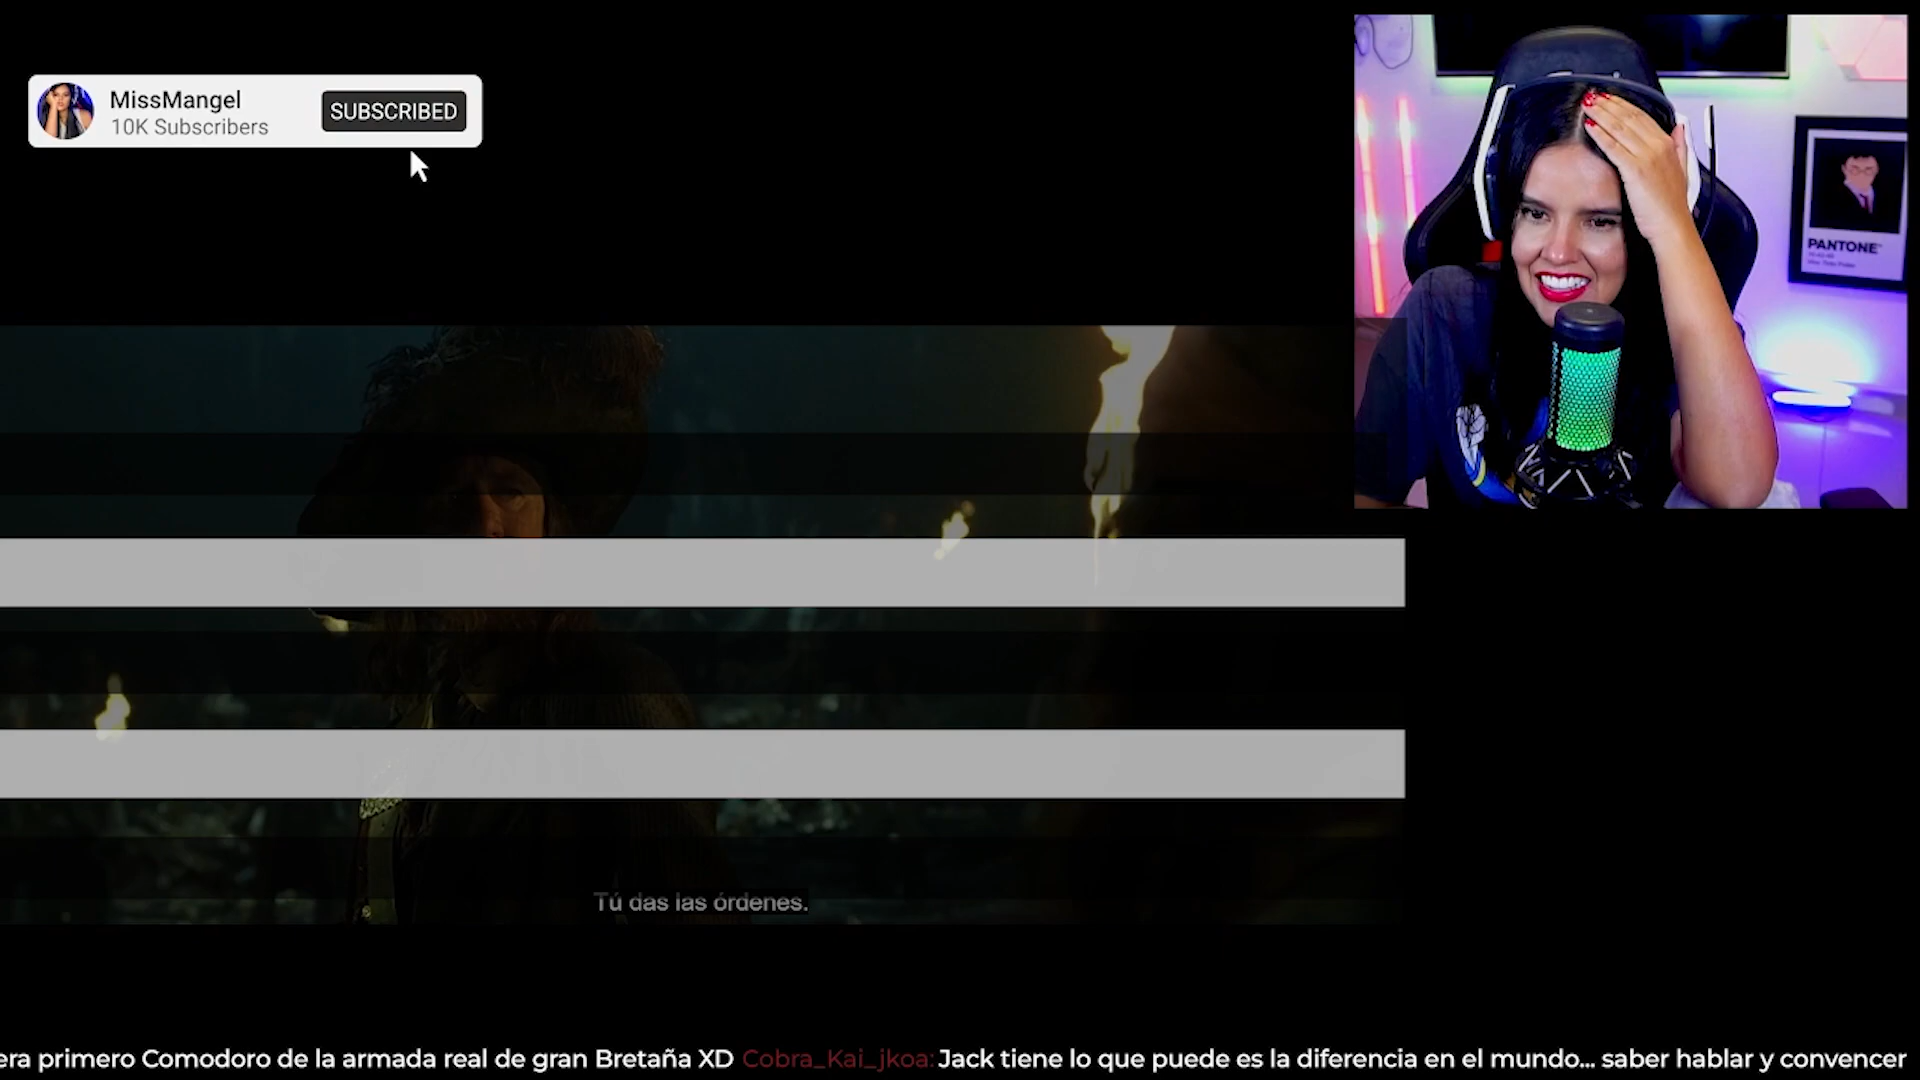 MissMangel
10K Subscribers
SUBSCRIBED
PANTONE
Tú das las órdenes.
era primero Comodoro de la armada real de gran Bretaña XD Cobra_Kai_jkoa: Jack tiene lo que puede es la diferencia en el mundo... saber hablar y convencer